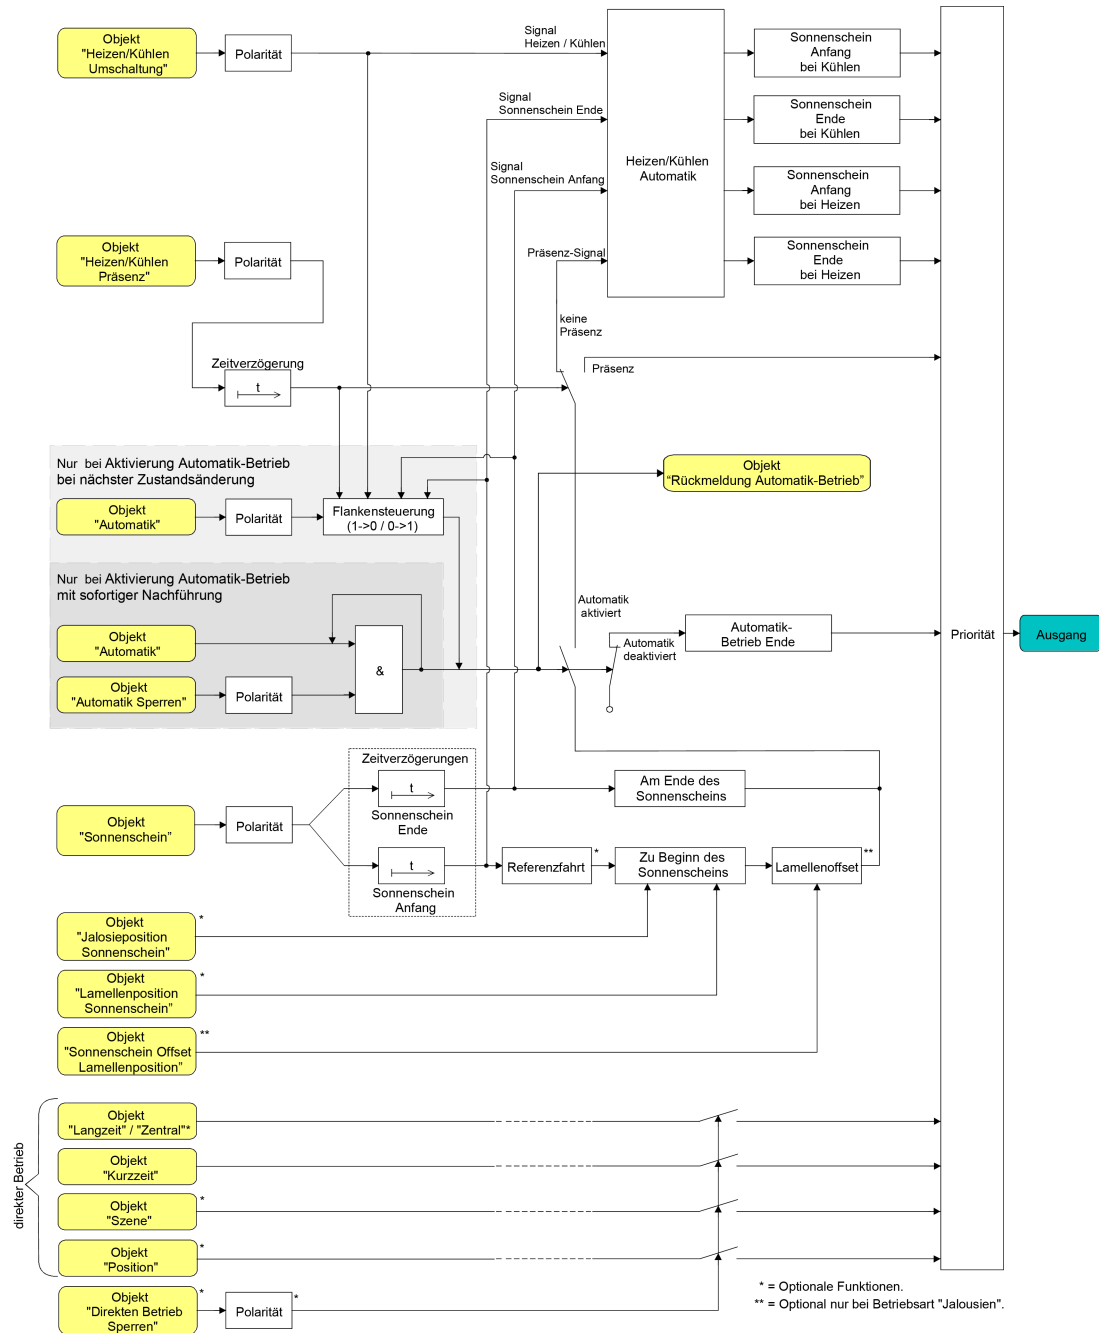 Objekt
"Heizen/Kühlen
Umschaltung"
Polarität
Signal
Heizen / Kühlen
Signal
Sonnenschein Ende
Signal
Sonnenschein Anfang
Präsenz-Signal
Heizen/Kühlen
Automatik
Sonnenschein
Anfang
bei Kühlen
Sonnenschein
Ende
bei Kühlen
Sonnenschein
Anfang
bei Heizen
Sonnenschein
Ende
bei Heizen
Objekt
"Heizen/Kühlen
Präsenz"
Polarität
keine
Präsenz
Präsenz
Zeitverzögerung
t
Nur bei Aktivierung Automatik-Betrieb
bei nächster Zustandsänderung
Objekt
"Automatik"
Polarität
Flankensteuerung
(1->0 / 0->1)
Objekt
“Rückmeldung Automatik-Betrieb”
Nur bei Aktivierung Automatik-Betrieb
mit sofortiger Nachführung
Objekt
"Automatik"
Objekt
"Automatik Sperren"
Polarität
&
Automatik
aktiviert
Automatik
deaktiviert
Automatik-
Betrieb Ende
Priorität
Ausgang
Zeitverzögerungen
t
Sonnenschein
Ende
t
Sonnenschein
Anfang
Objekt
"Sonnenschein”
Polarität
Am Ende des
Sonnenscheins
Referenzfahrt
*
Zu Beginn des
Sonnenscheins
Lamellenoffset
**
Objekt
"Jalosieposition
Sonnenschein"
*
Objekt
"Lamellenposition
Sonnenschein”
*
Objekt
"Sonnenschein Offset
Lamellenposition”
**
direkter Betrieb
Objekt
"Langzeit" / "Zentral"*
Objekt
"Kurzzeit"
Objekt
"Szene"
*
Objekt
"Position"
*
Objekt
"Direkten Betrieb
Sperren"
*
Polarität
*
* = Optionale Funktionen.
** = Optional nur bei Betriebsart "Jalousien".